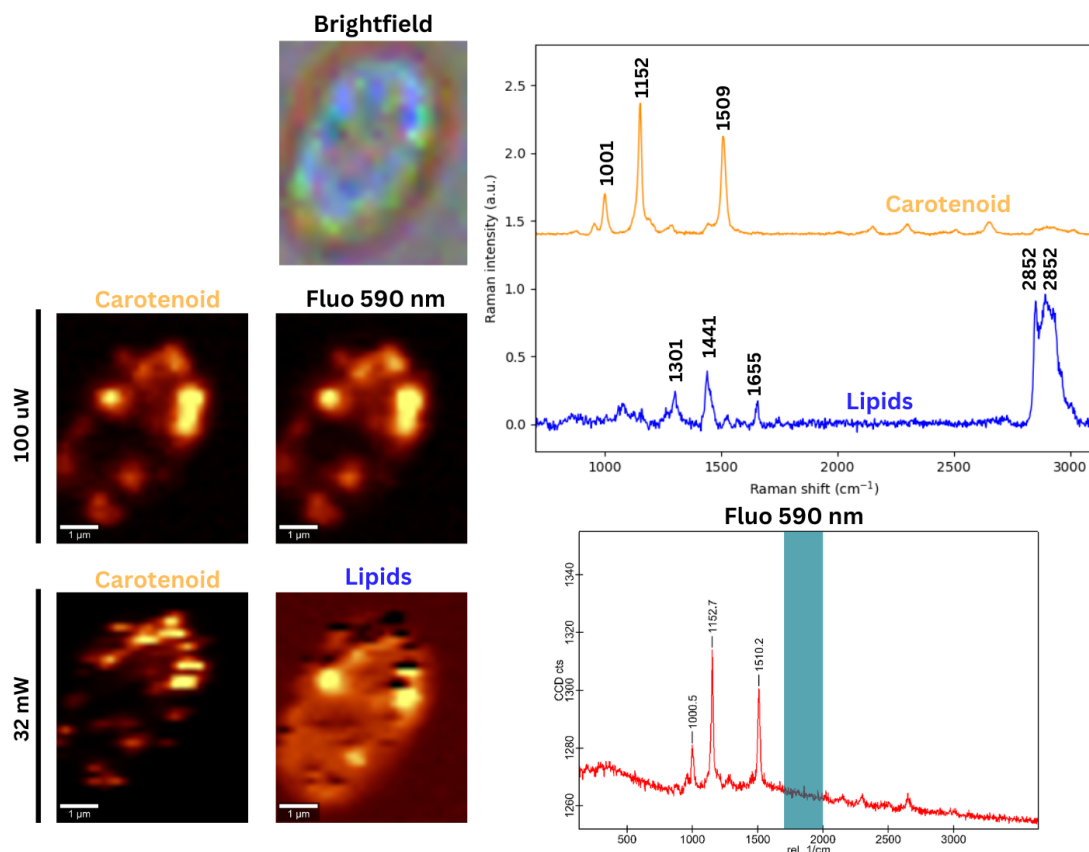 Brightfield
Carotenoid
Fluo 590 nm
100 uW
1 µm
1 µm
Carotenoid
Lipids
32 mW
1 µm
1 µm
2.5
2.0
1.5
1.0
0.5
0.0
Raman intensity (a.u.)
1001
1152
1509
Carotenoid
1301
1441
1655
2852
2852
Lipids
1000
1500
2000
2500
3000
Raman shift (cm⁻¹)
Fluo 590 nm
1340
1320
1300
1280
1260
CCD cts
1000.5
1152.7
1510.2
500
1000
1500
2000
2500
3000
rel. 1/cm